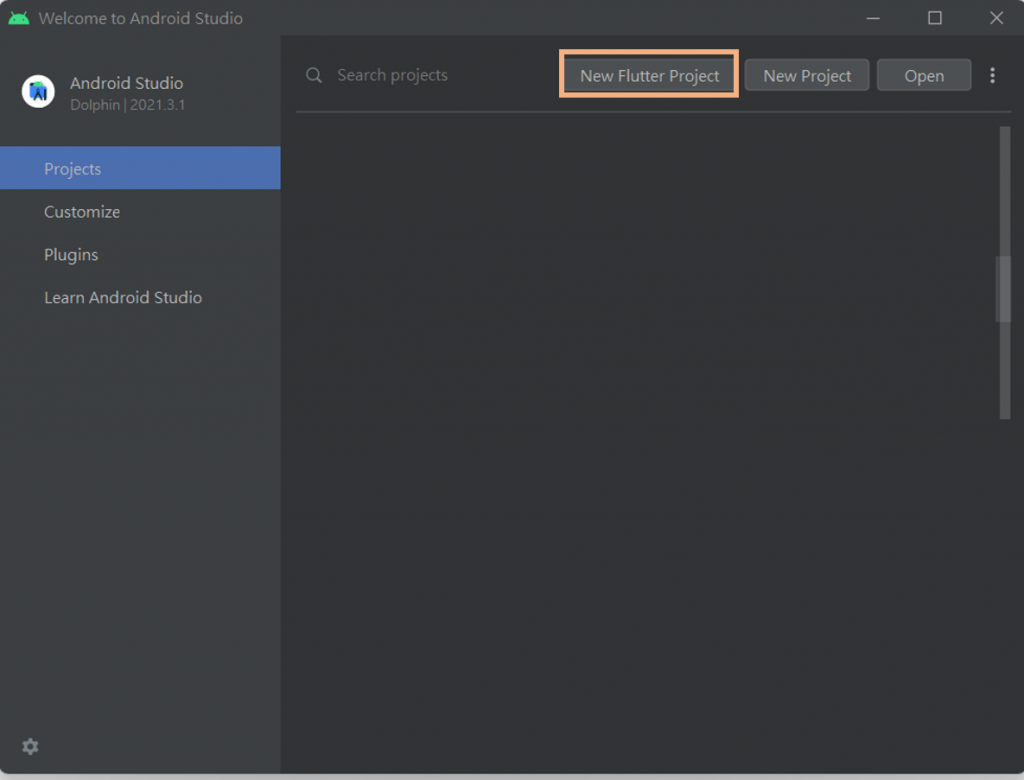 Welcome to Android Studio
Android Studio
Dolphin | 2021.3.1
Search projects
New Flutter Project
New Project
Open
Projects
Customize
Plugins
Learn Android Studio